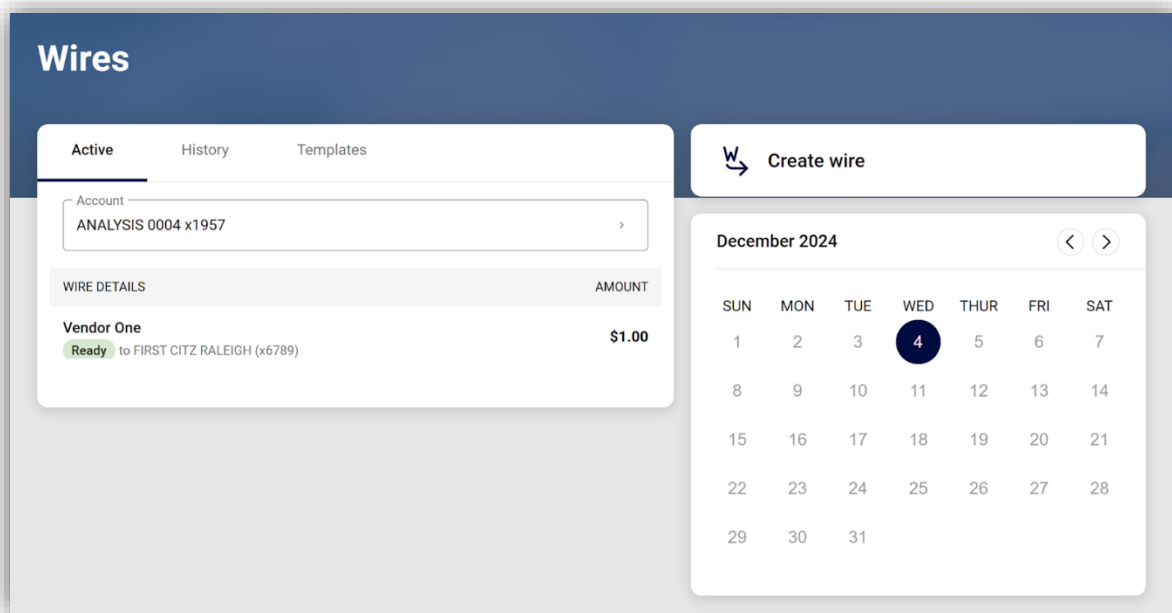 Wires
Active History Templates
Account
ANALYSIS 0004 x1957
WIRE DETAILS AMOUNT
Vendor One
$1.00
Ready to FIRST CITZ RALEIGH (x6789)
Create wire
December 2024
SUN MON TUE WED THUR FRI SAT
1 2 3 4 5 6 7
8 9 10 11 12 13 14
15 16 17 18 19 20 21
22 23 24 25 26 27 28
29 30 31